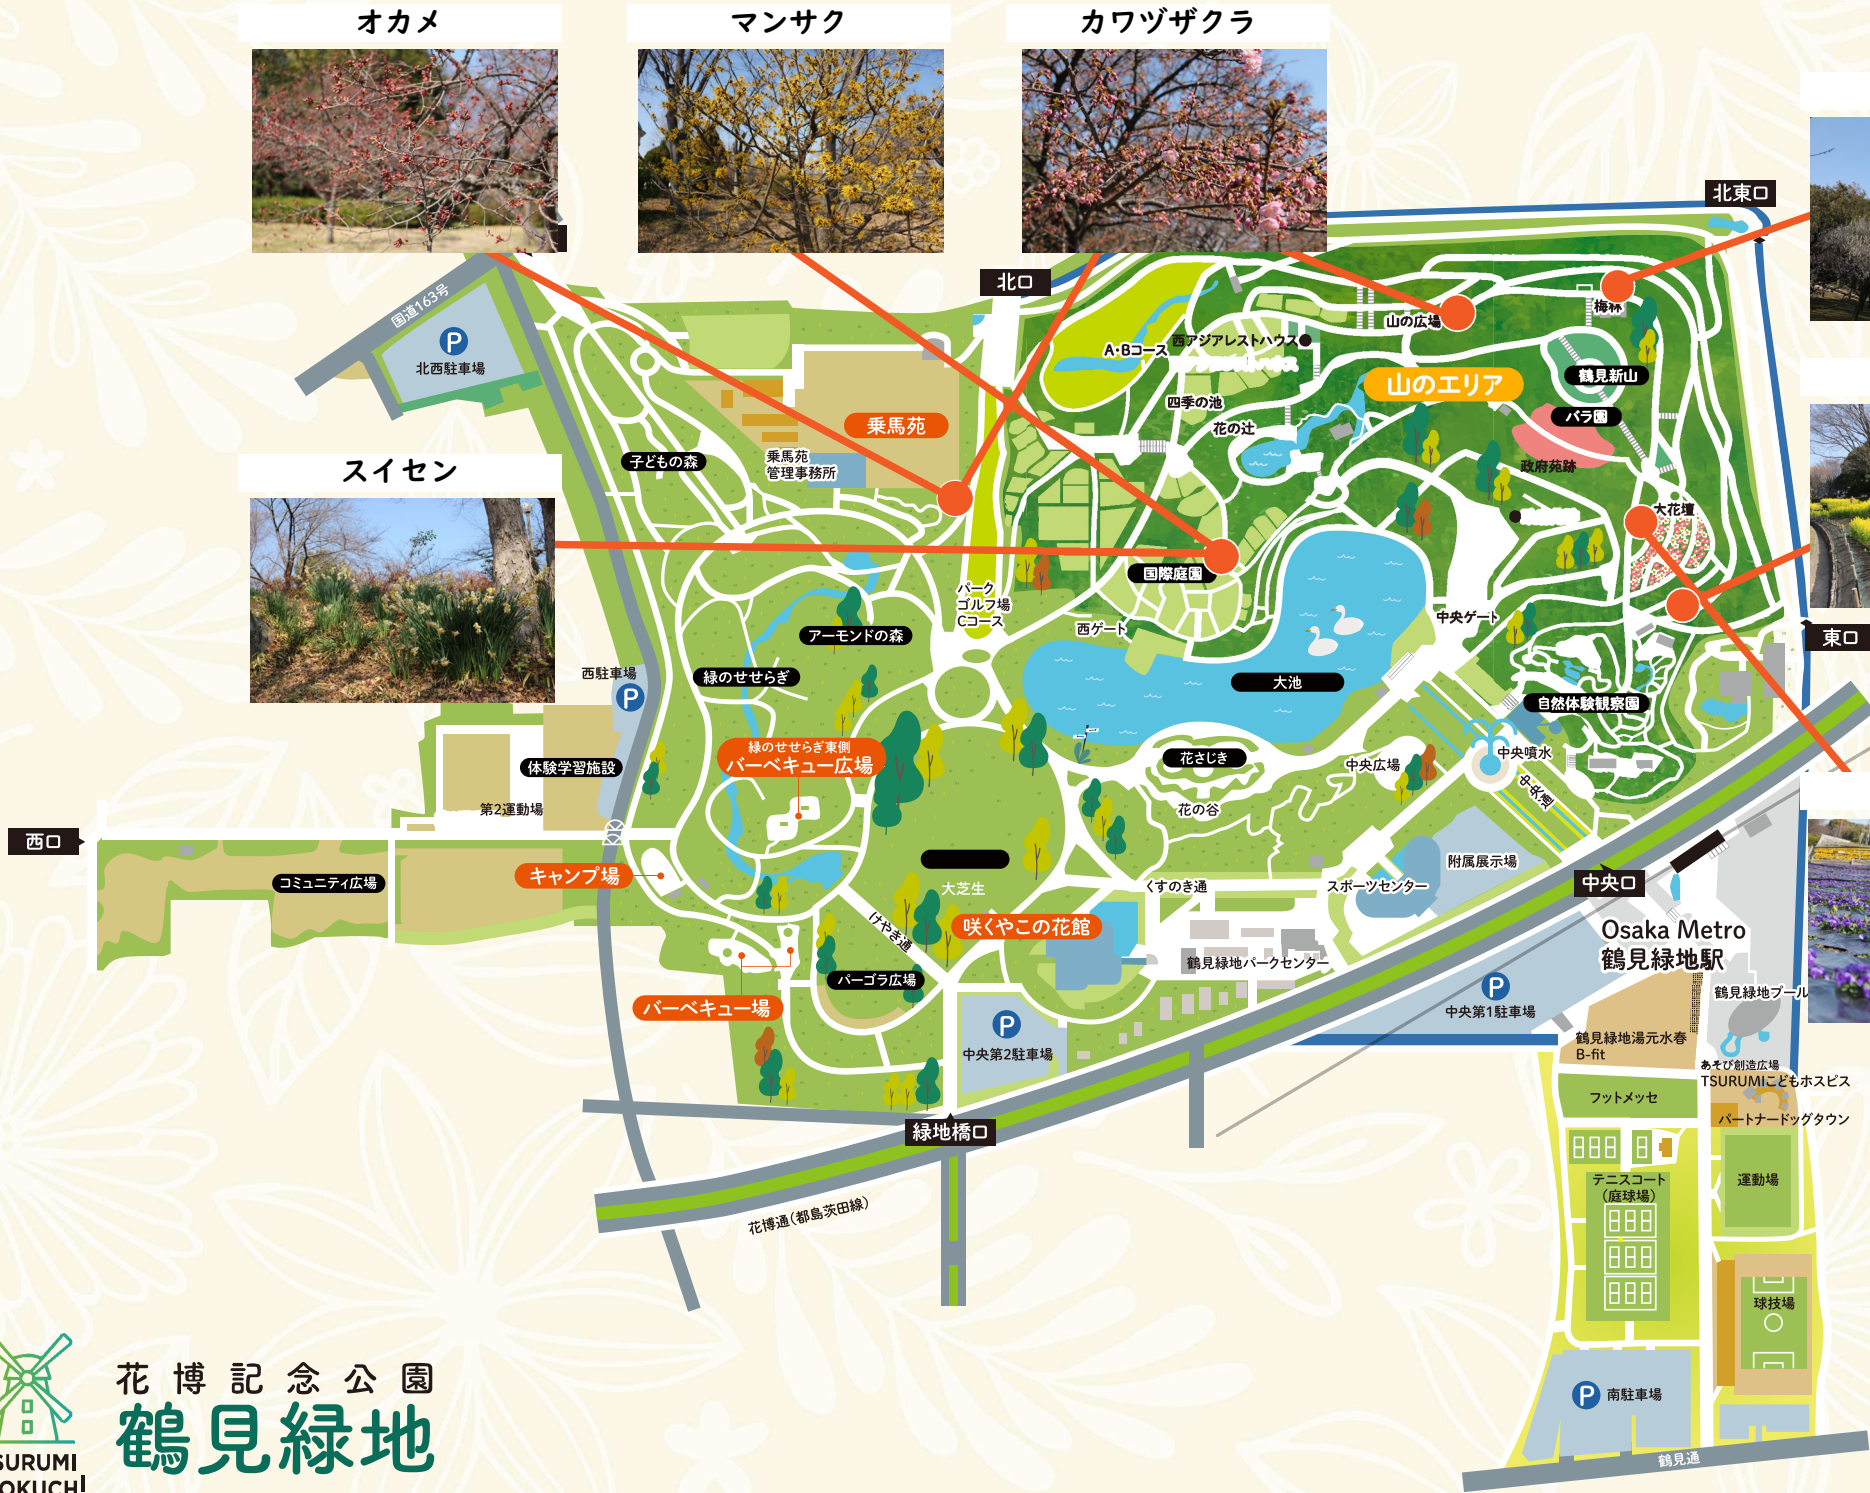 オカメ
マンサク
カワヅザクラ
北東口
北口
国道163号
P
北西駐車場
梅林
山の広場
西アジアレストハウス
A・Bコース
鶴見新山
山のエリア
四季の池
バラ園
花の辻
乗馬苑
乗馬苑
管理事務所
子どもの森
政府苑跡
スイセン
大花壇
国際庭園
パーク
ゴルフ場
Cコース
西ゲート
中央ゲート
アーモンドの森
東口
緑のせせらぎ
西駐車場
P
大池
自然体験観察園
緑のせせらぎ東側
バーベキュー広場
花さじき
中央広場
中央噴水
中央通
体験学習施設
第2運動場
花の谷
西口
コミュニティ広場
キャンプ場
大芝生
くすのき通
スポーツセンター
附属展示場
中央口
けやき通
咲くやこの花館
鶴見緑地パークセンター
Osaka Metro
鶴見緑地駅
パーゴラ広場
バーベキュー場
P
中央第2駐車場
P
中央第1駐車場
鶴見緑地プール
鶴見緑地湯元水春
B-fit
あそび創造広場
TSURUMIこどもホスピス
フットメッセ
パートナードッグタウン
緑地橋口
テニスコート
(庭球場)
運動場
花博通(都島茨田線)
球技場
P
南駐車場
鶴見通
花博記念公園
鶴見緑地
SURUMI
OKUCHI